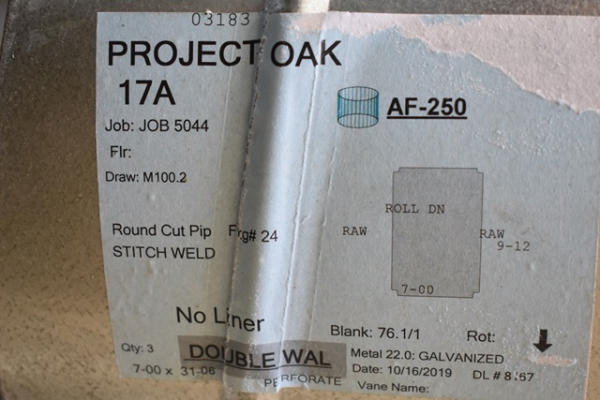 03183
PROJECT OAK
17A
AF-250
Job: JOB 5044
Flr:
Draw: M100.2
ROLL DN
Round Cut Pip
STITCH WELD
RAW
RAW
9-12
7-00
No Liner
Blank: 76.1/1 Rot:
Qty: 3 DOUBLE WAL
Metal 22.0: GALVANIZED
7-00 x 31-06
Date: 10/16/2019 DL #
PERFORATE
Vane Name: